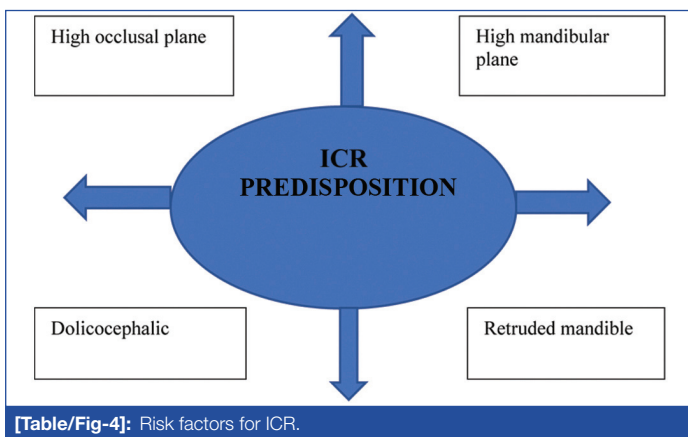 High occlusal plane
High mandibular
plane
ICR
PREDISPOSITION
Dolicocephalic
Retruded mandible
[Table/Fig-4]: Risk factors for ICR.